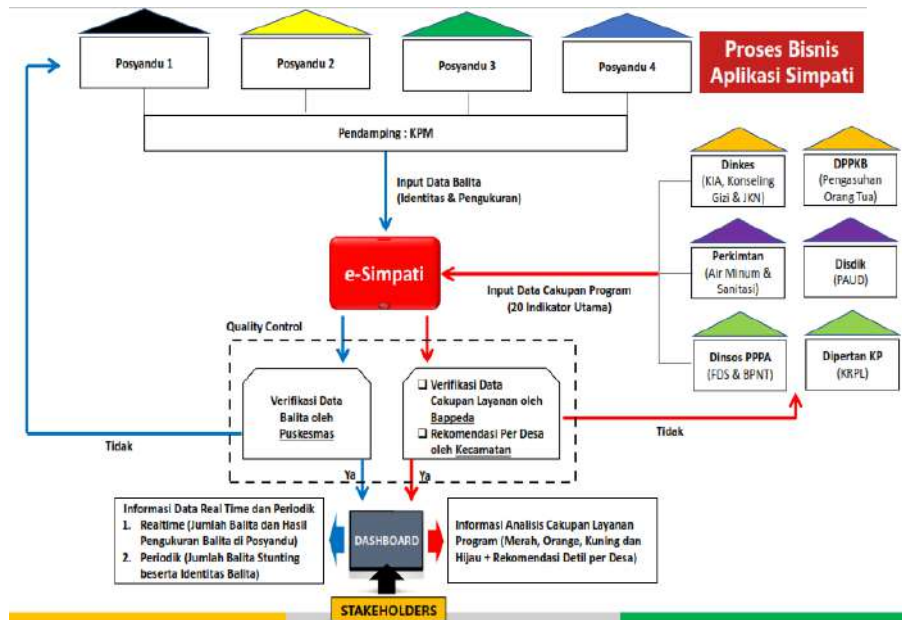 Proses Bisnis
Aplikasi Simpati
Posyandu 1
Posyandu 2
Posyandu 3
Posyandu 4
Pendamping : KPM
Input Data Balita
(Identitas & Pengukuran)
e-Simpati
Input Data Cakupan Program
(20 Indikator Utama)
Dinkes
(KIA, Konseling
Gizi & JKN)
DPPKB
(Pengasuhan
Orang Tua)
Perkimtan
(Air Minum &
Sanitasi)
Disdik
(PAUD)
Dinsos PPPA
(FDS & BPNT)
Dipertan KP
(KRPL)
Quality Control
Verifikasi Data
Balita oleh
Puskesmas
Verifikasi Data
Cakupan Layanan oleh
Bappeda
Rekomendasi Per Desa
oleh Kecamatan
Tidak
Tidak
Ya
Ya
Informasi Data Real Time dan Periodik
1. Realtime (Jumlah Balita dan Hasil
Pengukuran Balita di Posyandu)
2. Periodik (Jumlah Balita Stunting
beserta Identitas Balita)
DASHBOARD
Informasi Analisis Cakupan Layanan
Program (Merah, Orange, Kuning dan
Hijau + Rekomendasi Detil per Desa)
STAKEHOLDERS